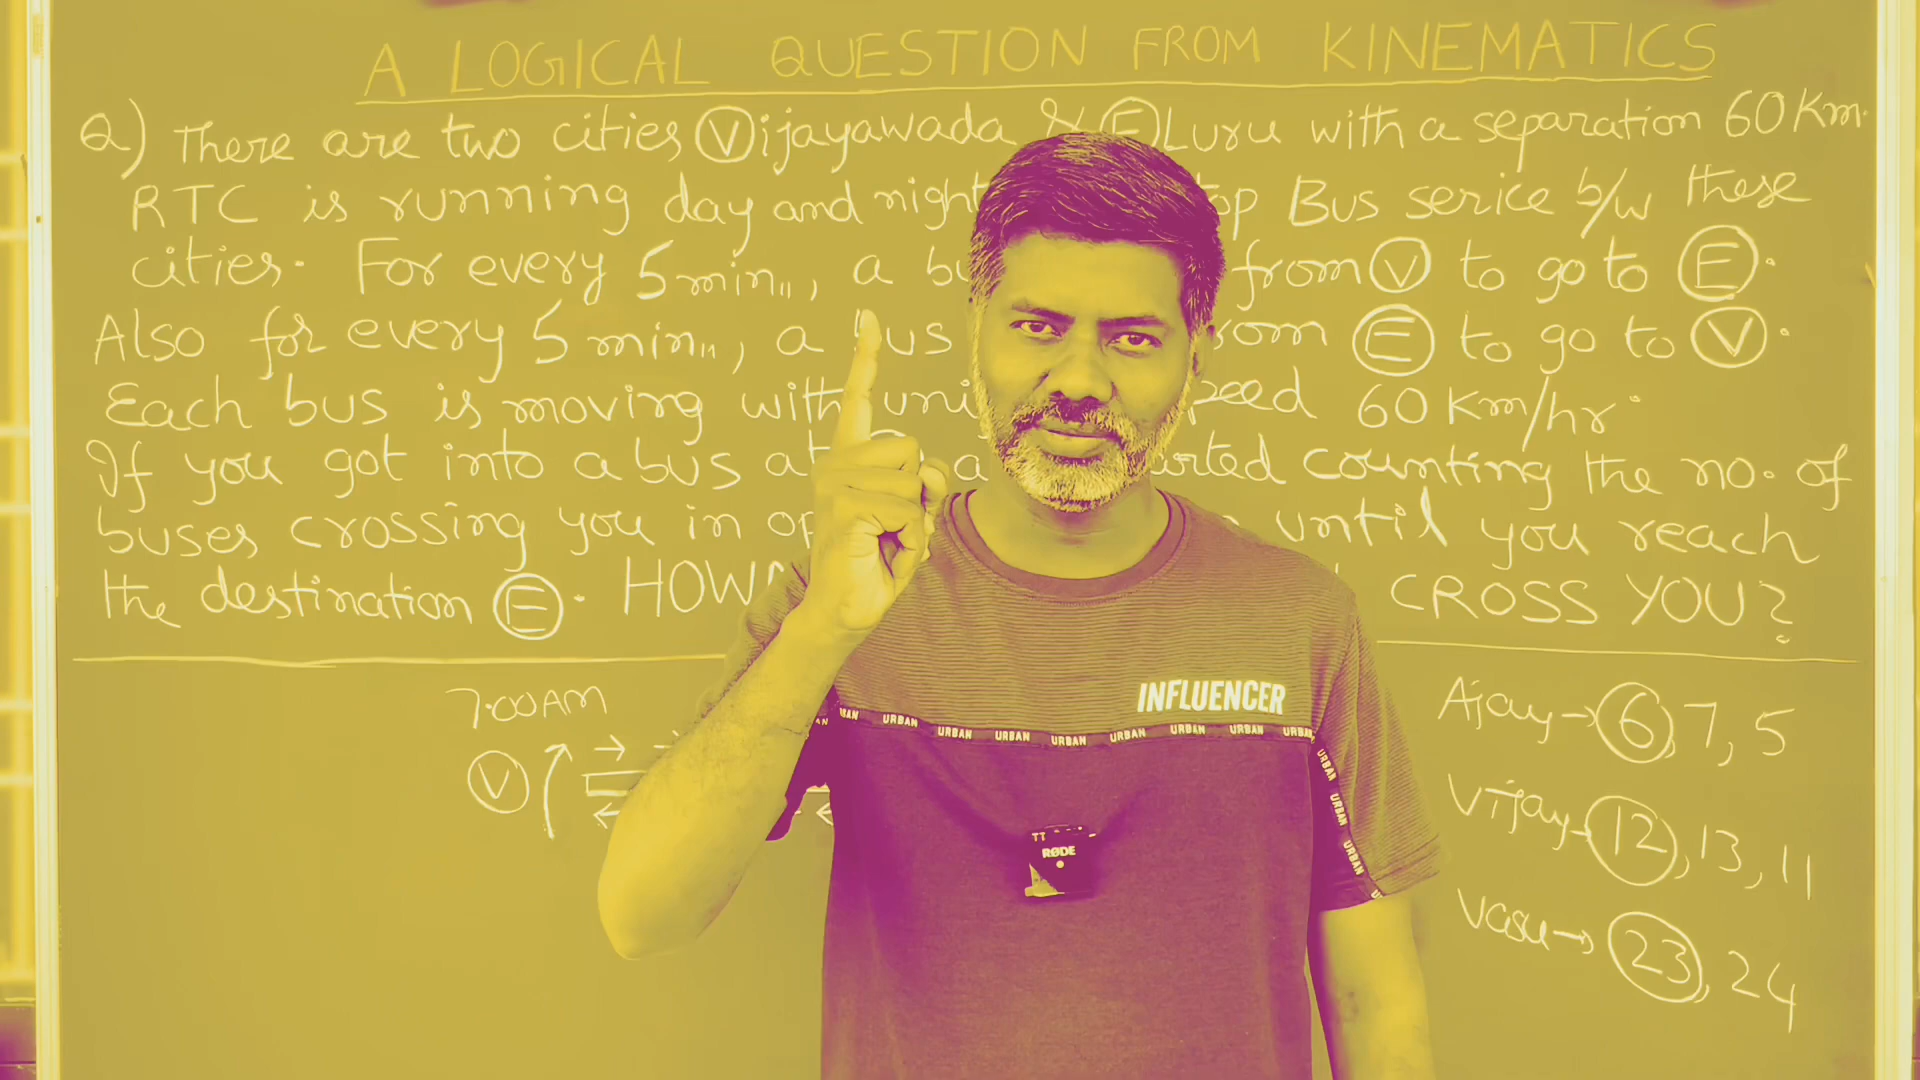 A LOGICAL QUESTION FROM KINEMATICS
Q) There are two cities Vijayawada & ELuru with a separation 60 Km.
RTC is running day and night Bus serice b/w these
cities. For every 5 min, a from V to go to E.
Also for every 5 min, a bus E to go to V.
Each bus is moving with 60 Km/hr.
If you got into a bus counting the no. of
buses crossing you in until you reach
the destination E. CROSS YOU?
7.00AM
V
Ajay → 6, 7, 5
Vijay → 12, 13, 11
Vasu → 23, 24
INFLUENCER
URBAN URBAN URBAN URBAN URBAN URBAN URBAN URBAN
URBAN URBAN URBAN
RØDE